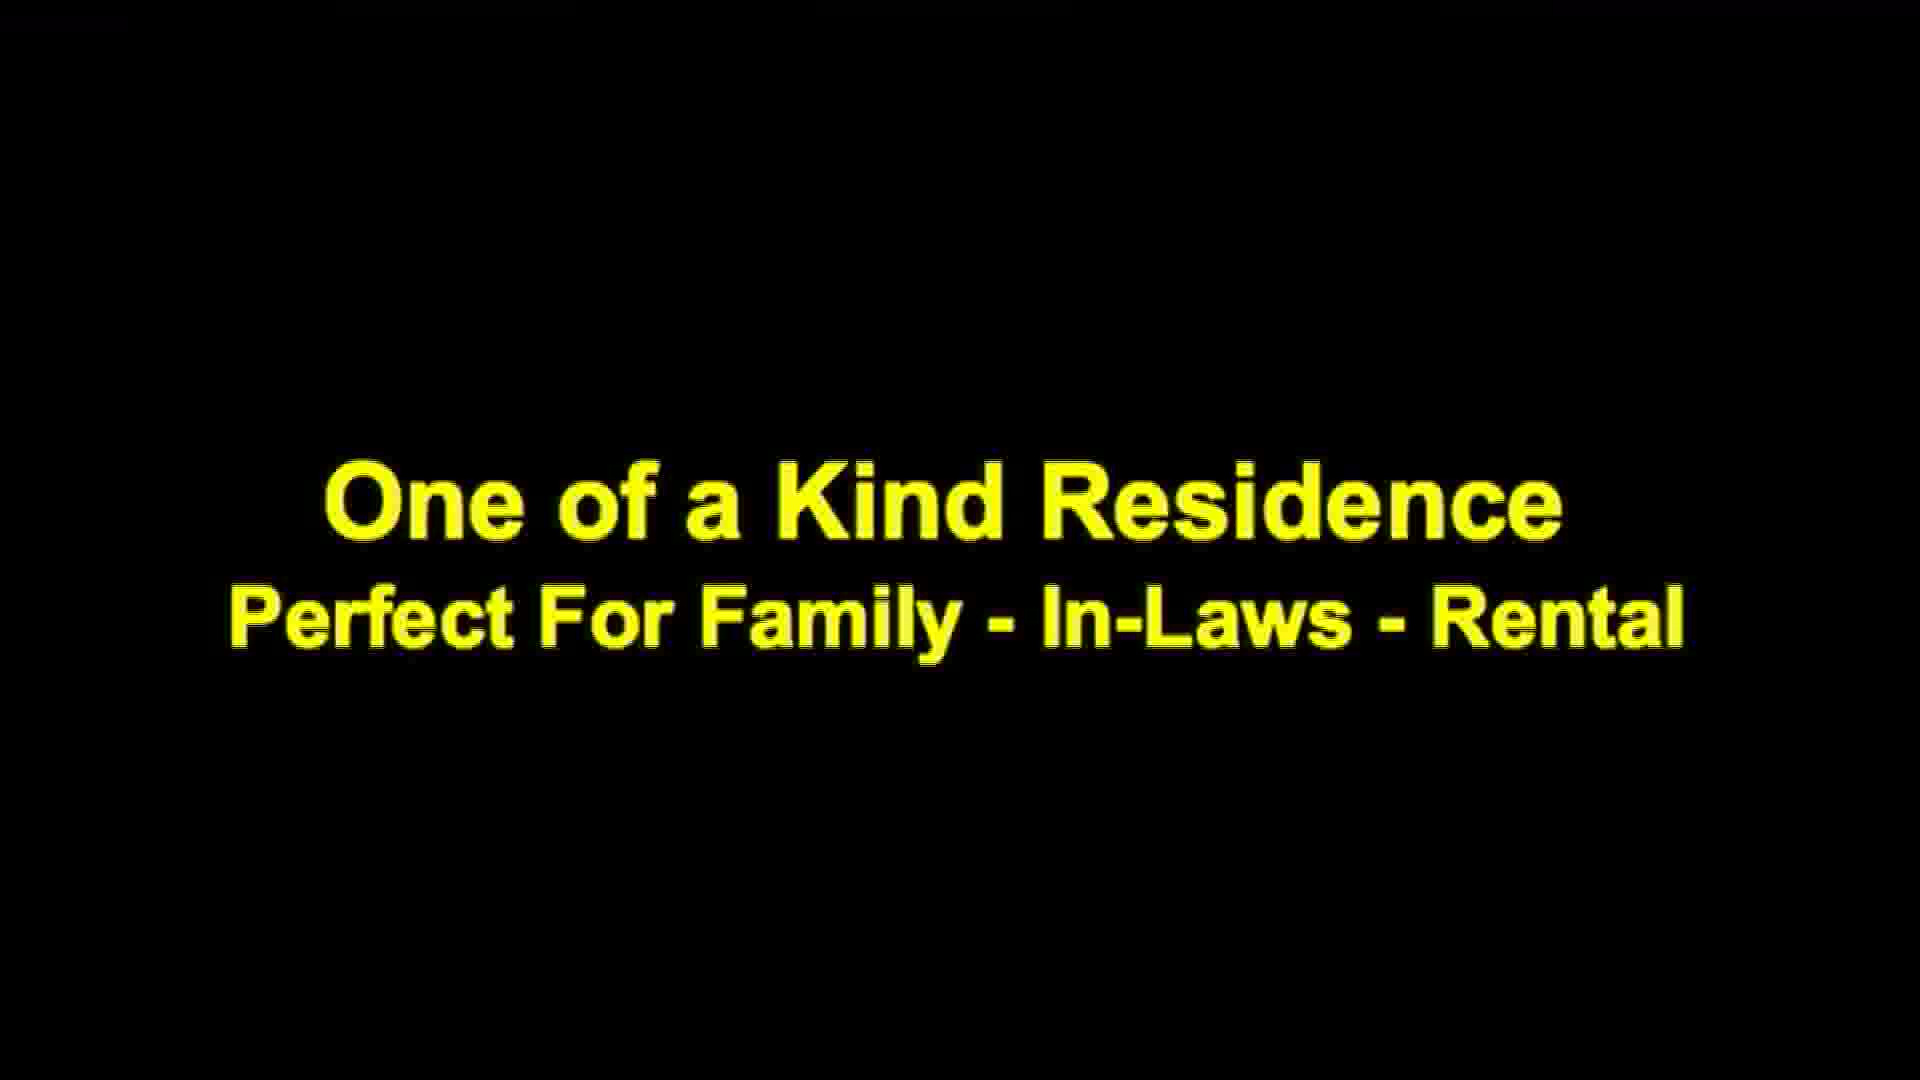 One of a Kind Residence
Perfect For Family - In-Laws - Rental